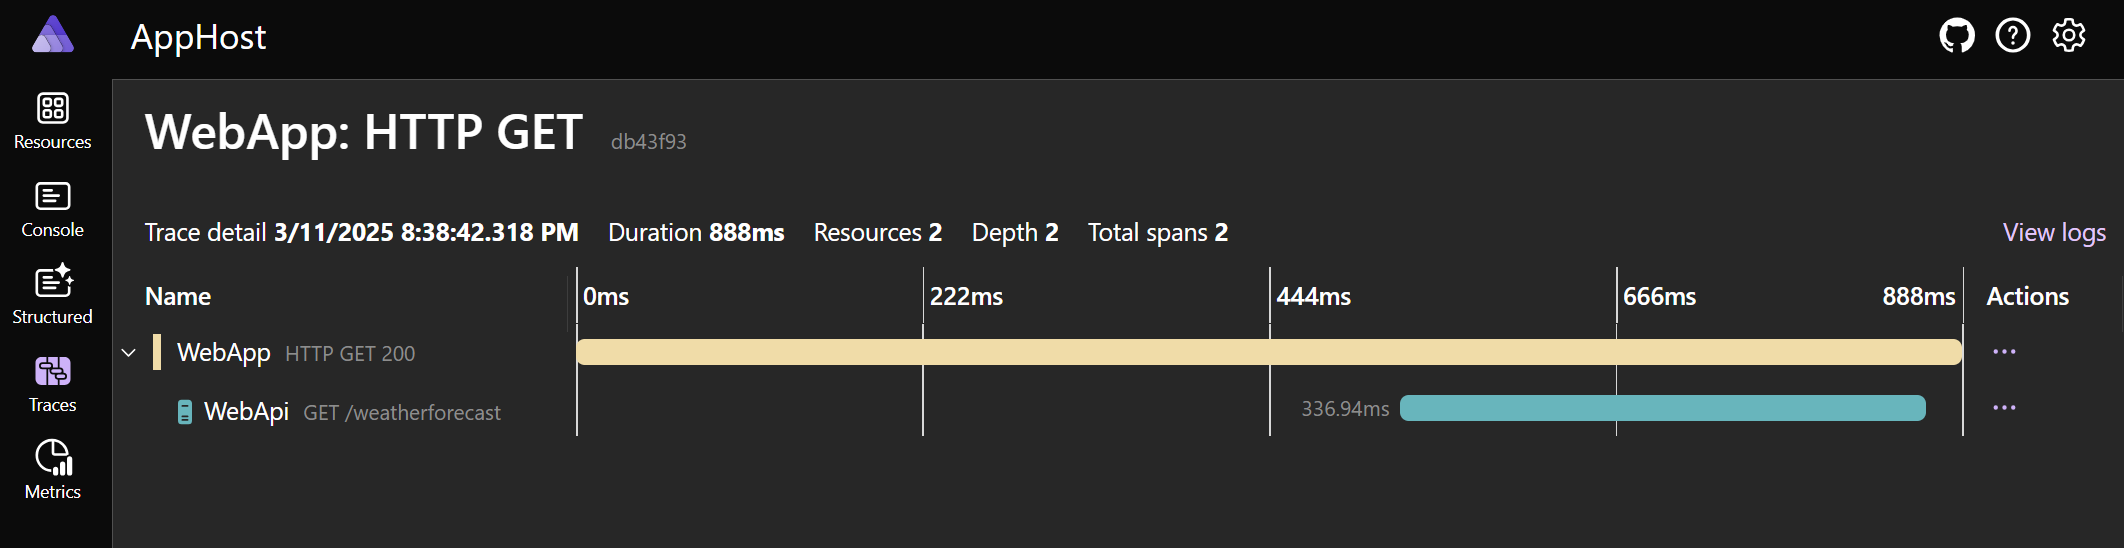 AppHost
Resources
Console
Structured
Traces
Metrics
WebApp: HTTP GET db43f93
Trace detail 3/11/2025 8:38:42.318 PM Duration 888ms Resources 2 Depth 2 Total spans 2 View logs
Name 0ms 222ms 444ms 666ms 888ms Actions
WebApp HTTP GET 200
WebApi GET /weatherforecast 336.94ms